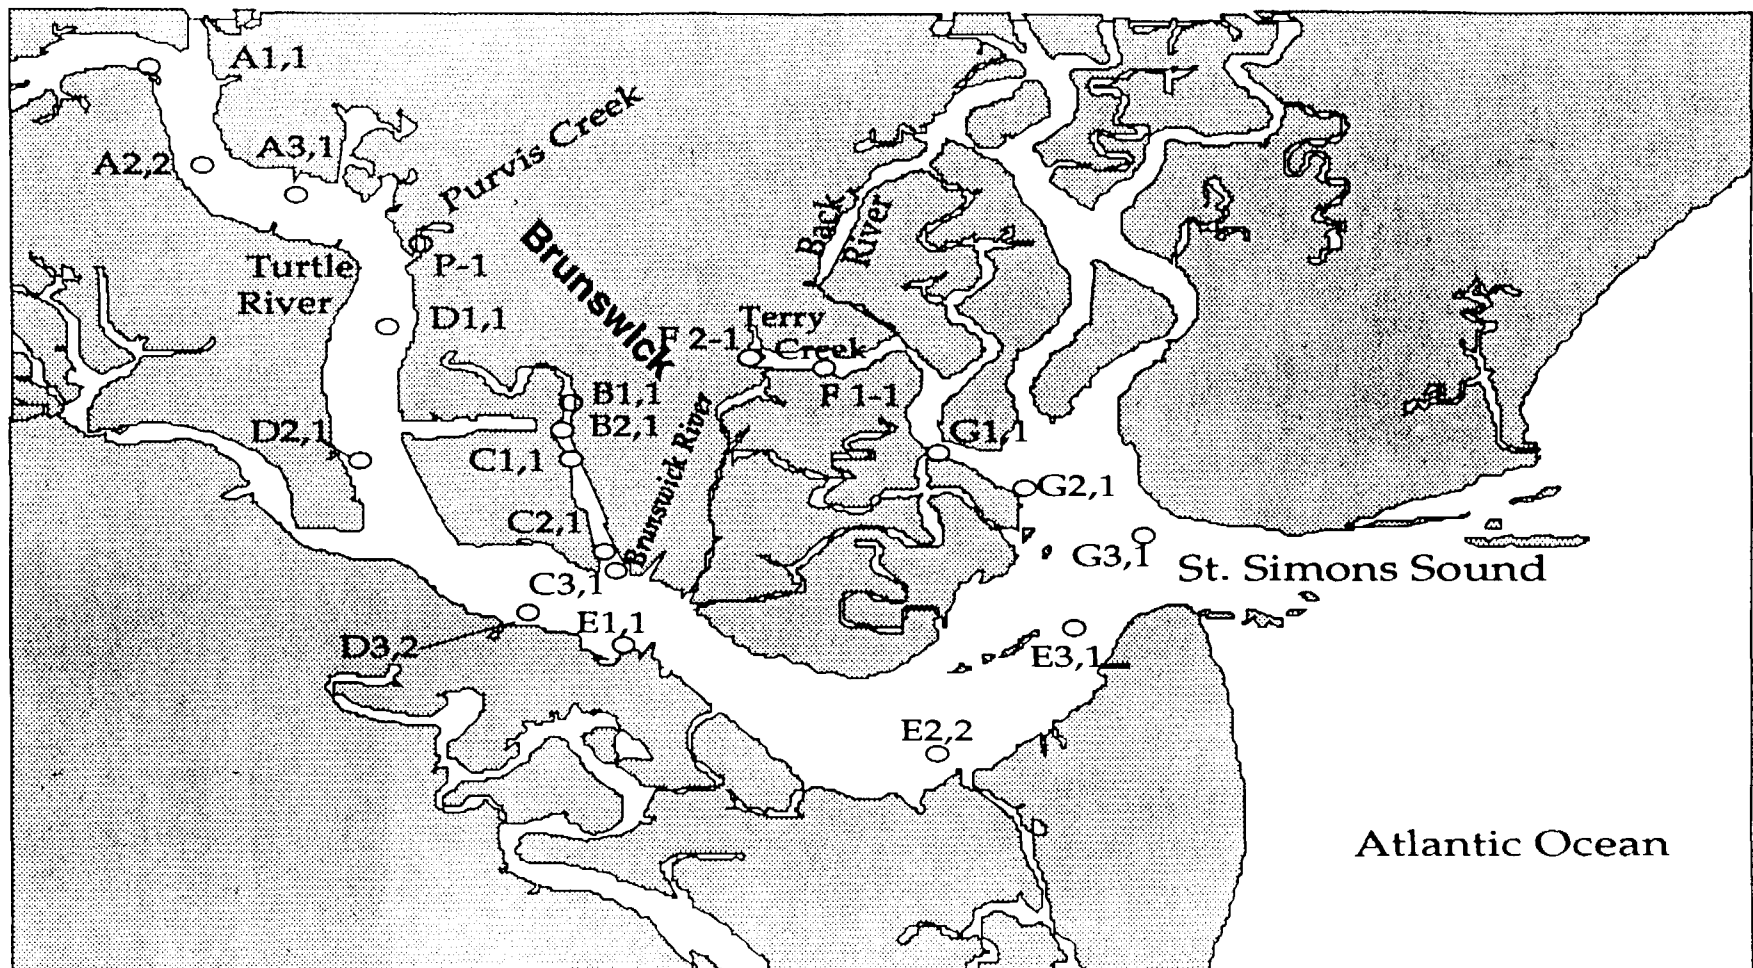 A1,1
Purvis Creek
A3,1
A2,2
Back
River
Brunswick
P-1
Turtle
River
D1,1
Terry
Creek
F 2-1
B1,1
F 1-1
B2,1
Brunswick River
D2,1
G1,1
C1,1
G2,1
C2,1
G3,1
St. Simons Sound
C3,1
E1,1
D3,2
E3,1
E2,2
Atlantic Ocean